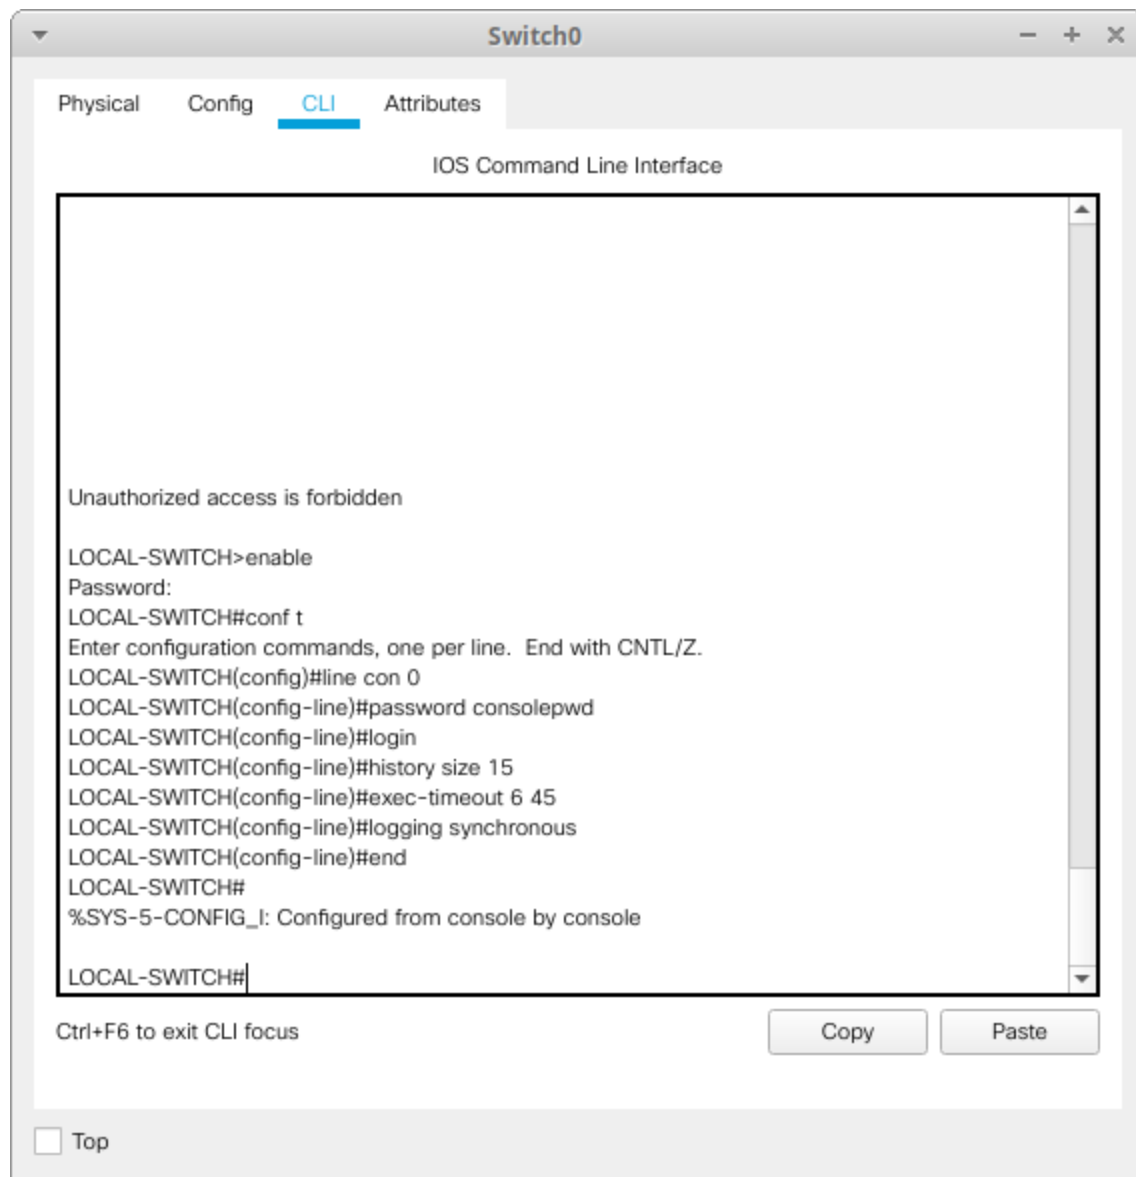 Switch0
Physical Config CLI Attributes
IOS Command Line Interface
Unauthorized access is forbidden
LOCAL-SWITCH>enable
Password:
LOCAL-SWITCH#conf t
Enter configuration commands, one per line.  End with CNTL/Z.
LOCAL-SWITCH(config)#line con 0
LOCAL-SWITCH(config-line)#password consolepwd
LOCAL-SWITCH(config-line)#login
LOCAL-SWITCH(config-line)#history size 15
LOCAL-SWITCH(config-line)#exec-timeout 6 45
LOCAL-SWITCH(config-line)#logging synchronous
LOCAL-SWITCH(config-line)#end
LOCAL-SWITCH#
%SYS-5-CONFIG_I: Configured from console by console
LOCAL-SWITCH#
Ctrl+F6 to exit CLI focus Copy Paste
Top